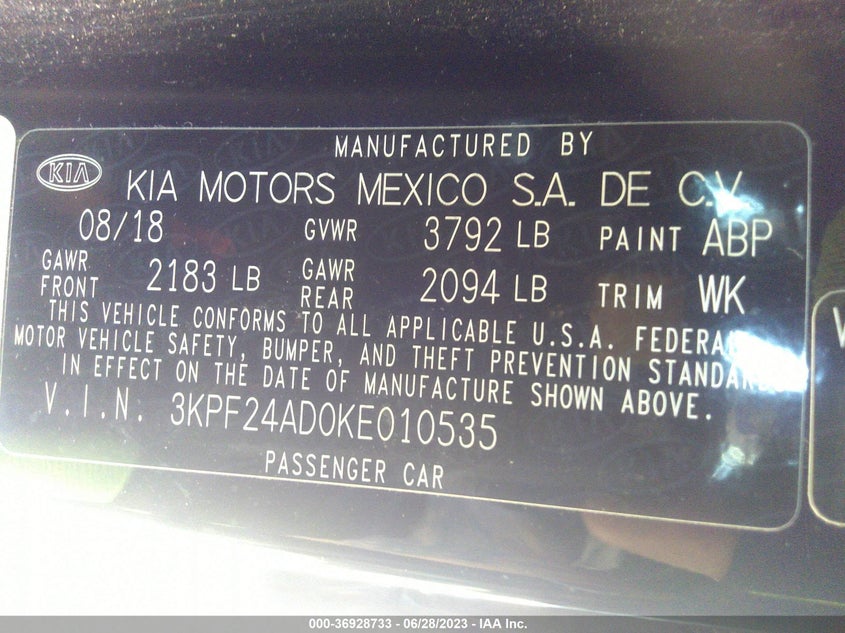 MANUFACTURED BY
KIA KIA MOTORS MEXICO S.A. DE C.V.
08/18 GVWR 3792 LB PAINT ABP
GAWR FRONT 2183 LB GAWR REAR 2094 LB TRIM WK
THIS VEHICLE CONFORMS TO ALL APPLICABLE U.S.A. FEDERAL
MOTOR VEHICLE SAFETY, BUMPER, AND THEFT PREVENTION STANDARDS
IN EFFECT ON THE DATE OF MANUFACTURE SHOWN ABOVE.
V.I.N. 3KPF24AD0KE010535
PASSENGER CAR
000-36928733 - 06/28/2023 - IAA Inc.